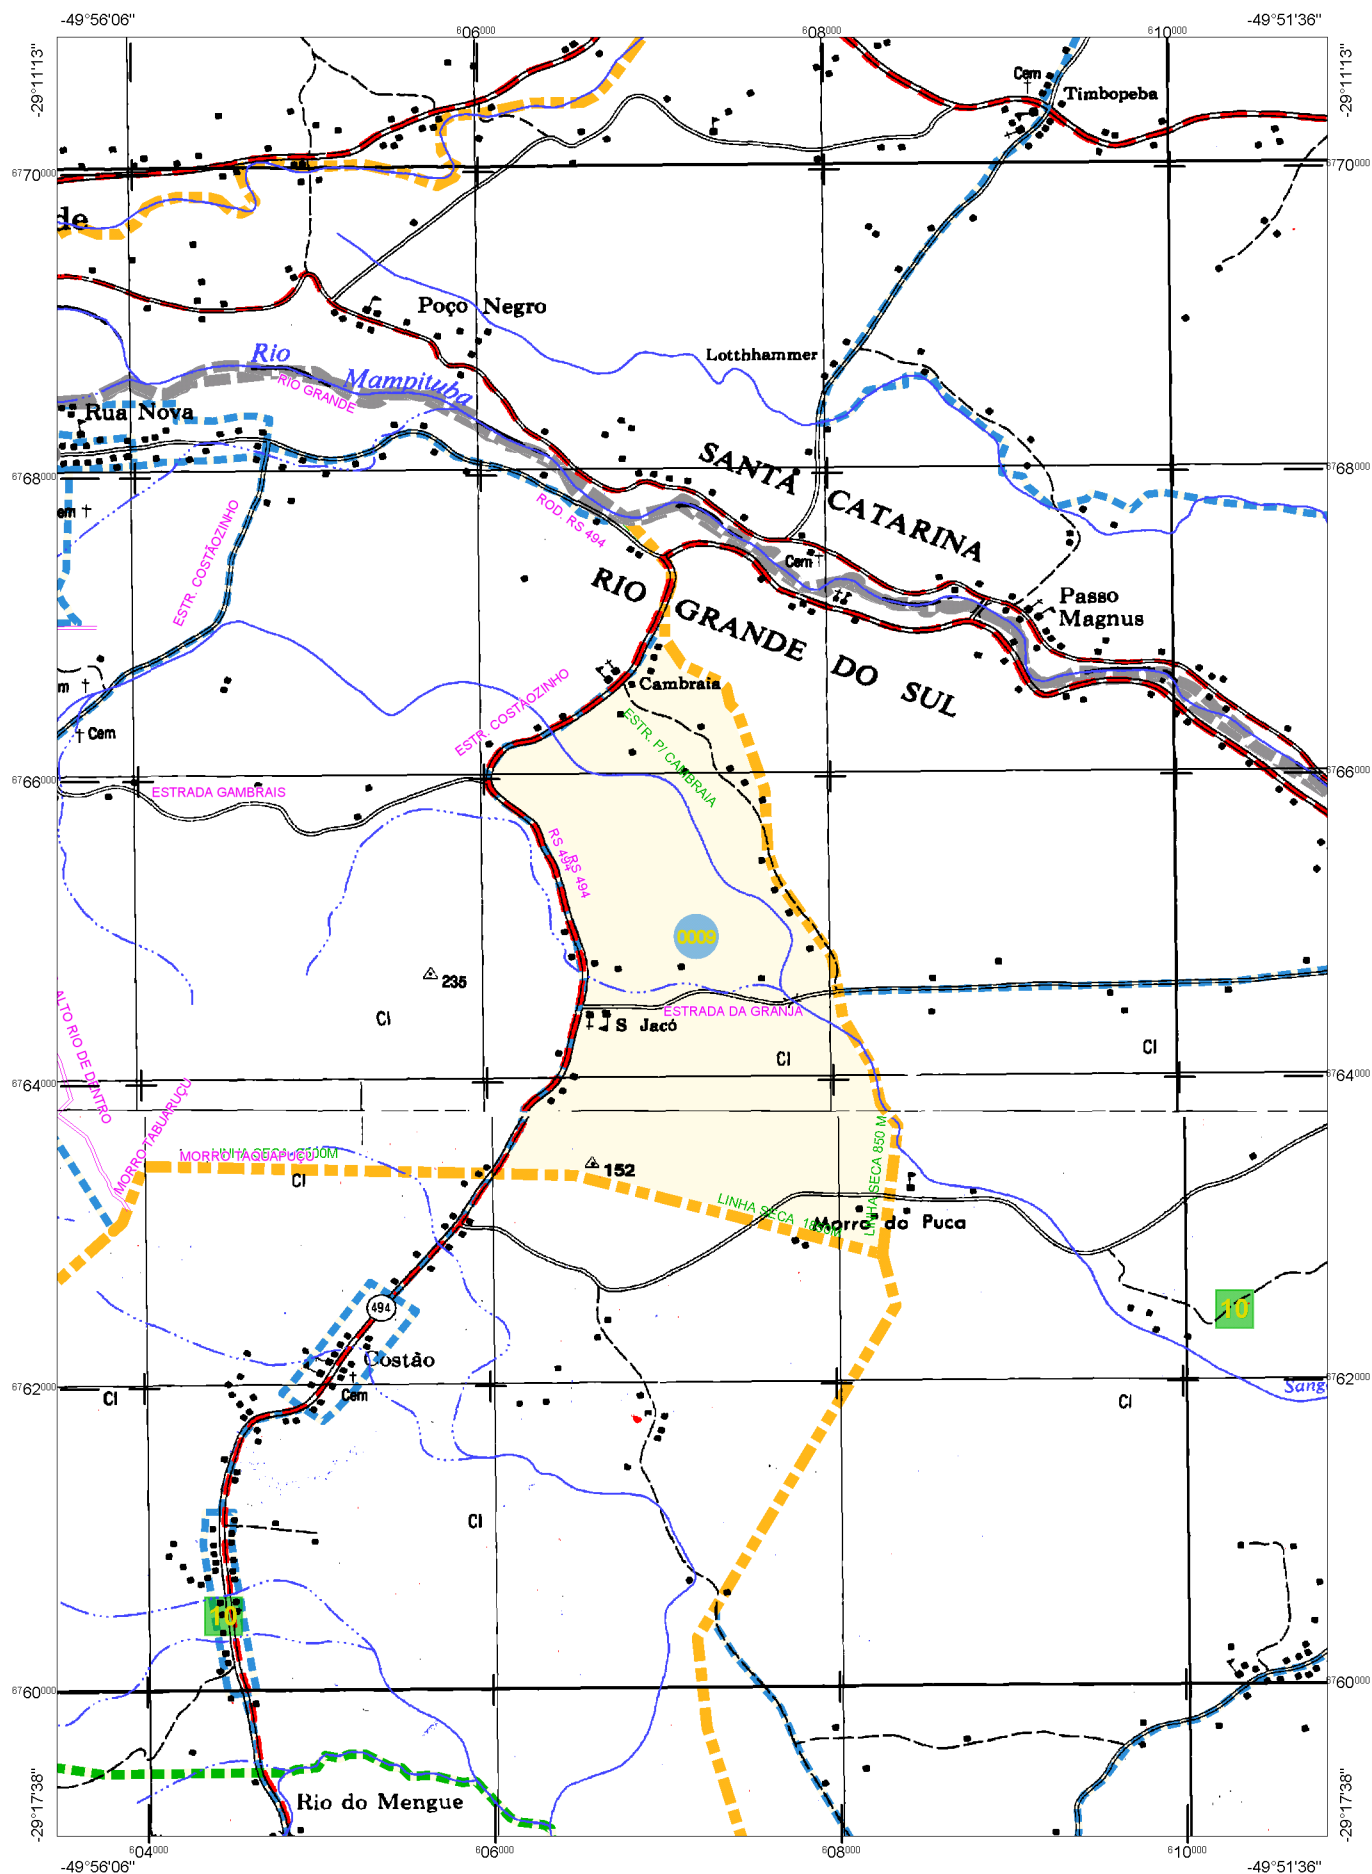 -49°56'06"
606000
608000
610000
-49°51'36"
-29°11'13"
-29°11'13"
Cem
Timbopeba
6770000
6770000
de
Poço Negro
Lotthhammer
Rio
Mampituba
RIO GRANDE
Rua Nova
SANTA
CATARINA
6768000
6768000
em
ROD. RS 494
ESTR. COSTÃOZINHO
Cem
RIO GRANDE DO SUL
Passo
Magnus
Cambraia
m
ESTR. COSTÃOZINHO
ESTR. P/ CAMBRAIA
Cem
6766000
6766000
ESTRADA GAMBRAIS
RS 494
RS 494
0009
235
ALTO RIO DE DENTRO
CI
S Jacó
ESTRADA DA GRANJA
CI
CI
6764000
6764000
MORRO TABUARUÇU
MORRO TAQUAPUÇU
CI
152
LINHA SECA 850 M
LINHA SECA
Morro do Puca
494
10
Costão
Cem
6762000
6762000
CI
CI
Sang
CI
10
6760000
6760000
Rio do Mengue
-29°17'38"
-29°17'38"
604000
606000
608000
610000
-49°56'06"
-49°51'36"